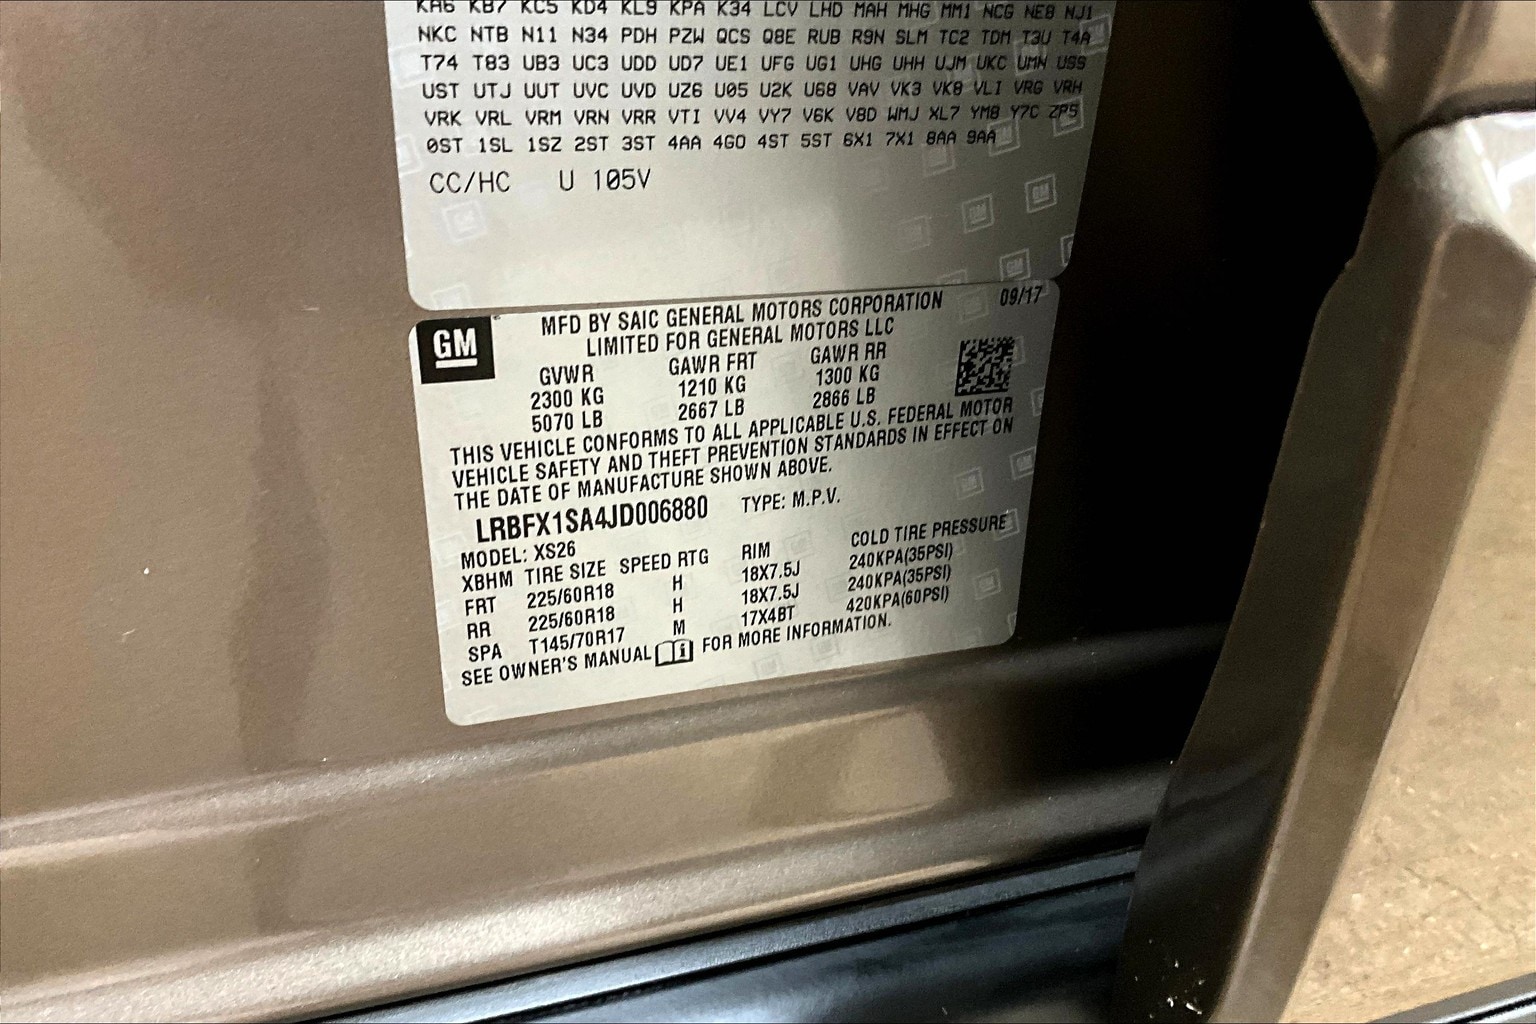 KA6 KB7 KC5 KD4 KL9 KPA K34 LCV LHD MAH MHG MM1 NCG NE8 NJ1
NKC NTB N11 N34 PDH PZW QCS Q8E RUB R9N SLM TC2 TDM T3U T4A
T74 T83 UB3 UC3 UDD UD7 UE1 UFG UG1 UHG UHH UJM UKC UMN USS
UST UTJ UUT UVC UVD UZ6 U05 U2K U68 VAV VK3 VK8 VLI VRG VRH
VRK VRL VRM VRN VRR VTI VV4 VY7 V6K V8D WMJ XL7 YM8 Y7C ZP5
0ST 1SL 1SZ 2ST 3ST 4AA 4GO 4ST 5ST 6X1 7X1 8AA 9AA
CC/HC U 105V
GM
MFD BY SAIC GENERAL MOTORS CORPORATION 09/17
LIMITED FOR GENERAL MOTORS LLC
GVWR GAWR FRT GAWR RR
2300 KG 1210 KG 1300 KG
5070 LB 2667 LB 2866 LB
THIS VEHICLE CONFORMS TO ALL APPLICABLE U.S. FEDERAL MOTOR
VEHICLE SAFETY AND THEFT PREVENTION STANDARDS IN EFFECT ON
THE DATE OF MANUFACTURE SHOWN ABOVE.
LRBFX1SA4JD006880 TYPE: M.P.V.
MODEL: XS26
XBHM TIRE SIZE SPEED RTG RIM COLD TIRE PRESSURE
FRT 225/60R18 H 18X7.5J 240KPA(35PSI)
RR 225/60R18 H 18X7.5J 240KPA(35PSI)
SPA T145/70R17 M 17X4BT 420KPA(60PSI)
SEE OWNER'S MANUAL FOR MORE INFORMATION.